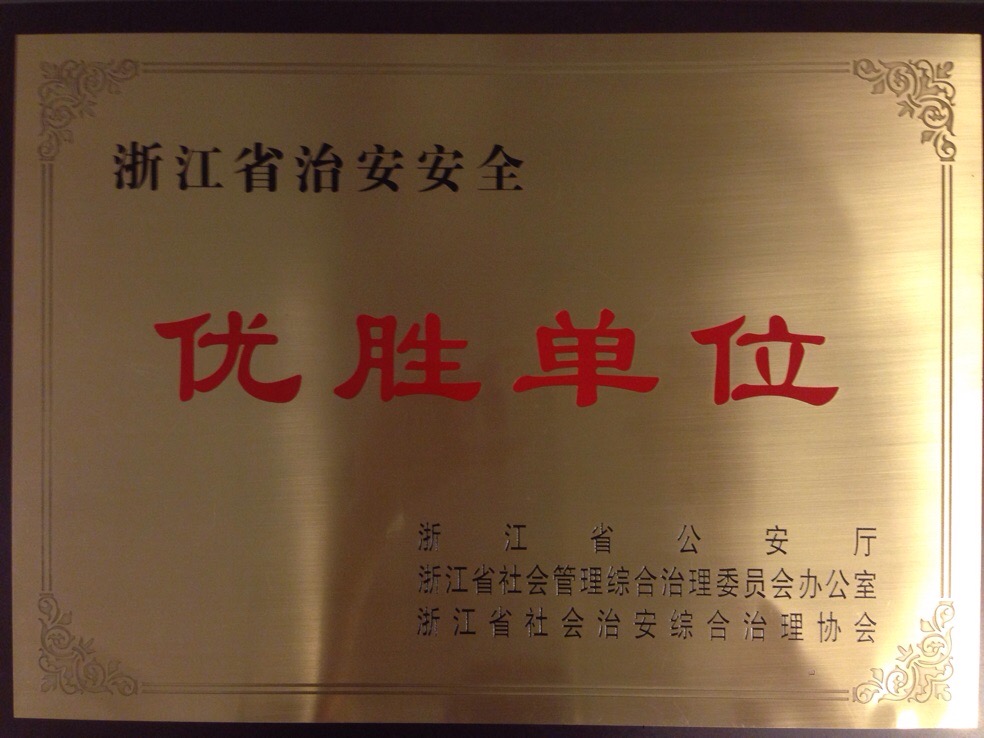 浙江省治安安全
优胜单位
浙江省公安厅
浙江省社会管理综合治理委员会办公室
浙江省社会治安综合治理协会